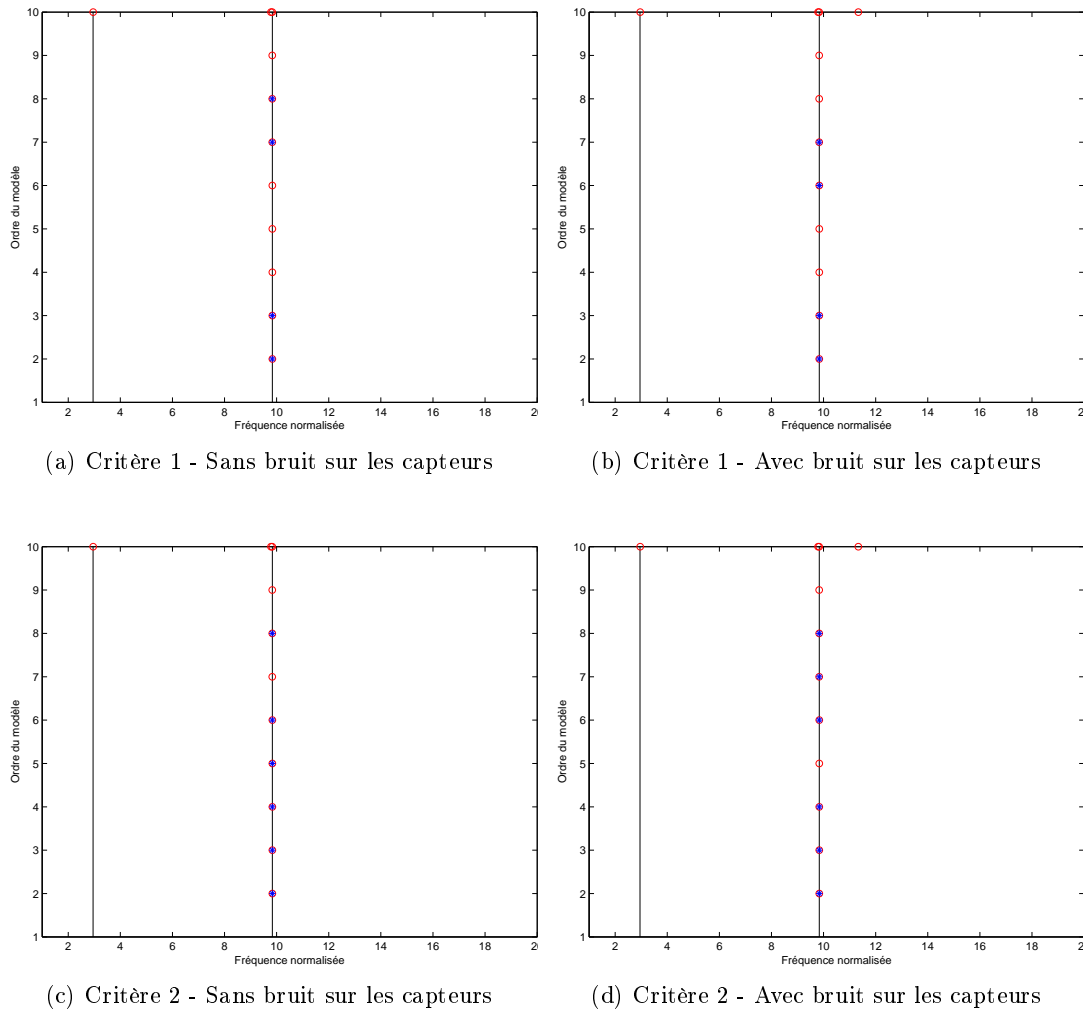 10
9
8
7
6
5
4
3
2
1
Ordre du modèle
2 4 6 8 10 12 14 16 18 20
Fréquence normalisée
(a) Critère 1 - Sans bruit sur les capteurs
10
9
8
7
6
5
4
3
2
1
Ordre du modèle
2 4 6 8 10 12 14 16 18
Fréquence normalisée
(b) Critère 1 - Avec bruit sur les capteurs
10
9
8
7
6
5
4
3
2
1
Ordre du modèle
2 4 6 8 10 12 14 16 18 20
Fréquence normalisée
(c) Critère 2 - Sans bruit sur les capteurs
10
9
8
7
6
5
4
3
2
1
Ordre du modèle
2 4 6 8 10 12 14 16 18
Fréquence normalisée
(d) Critère 2 - Avec bruit sur les capteurs